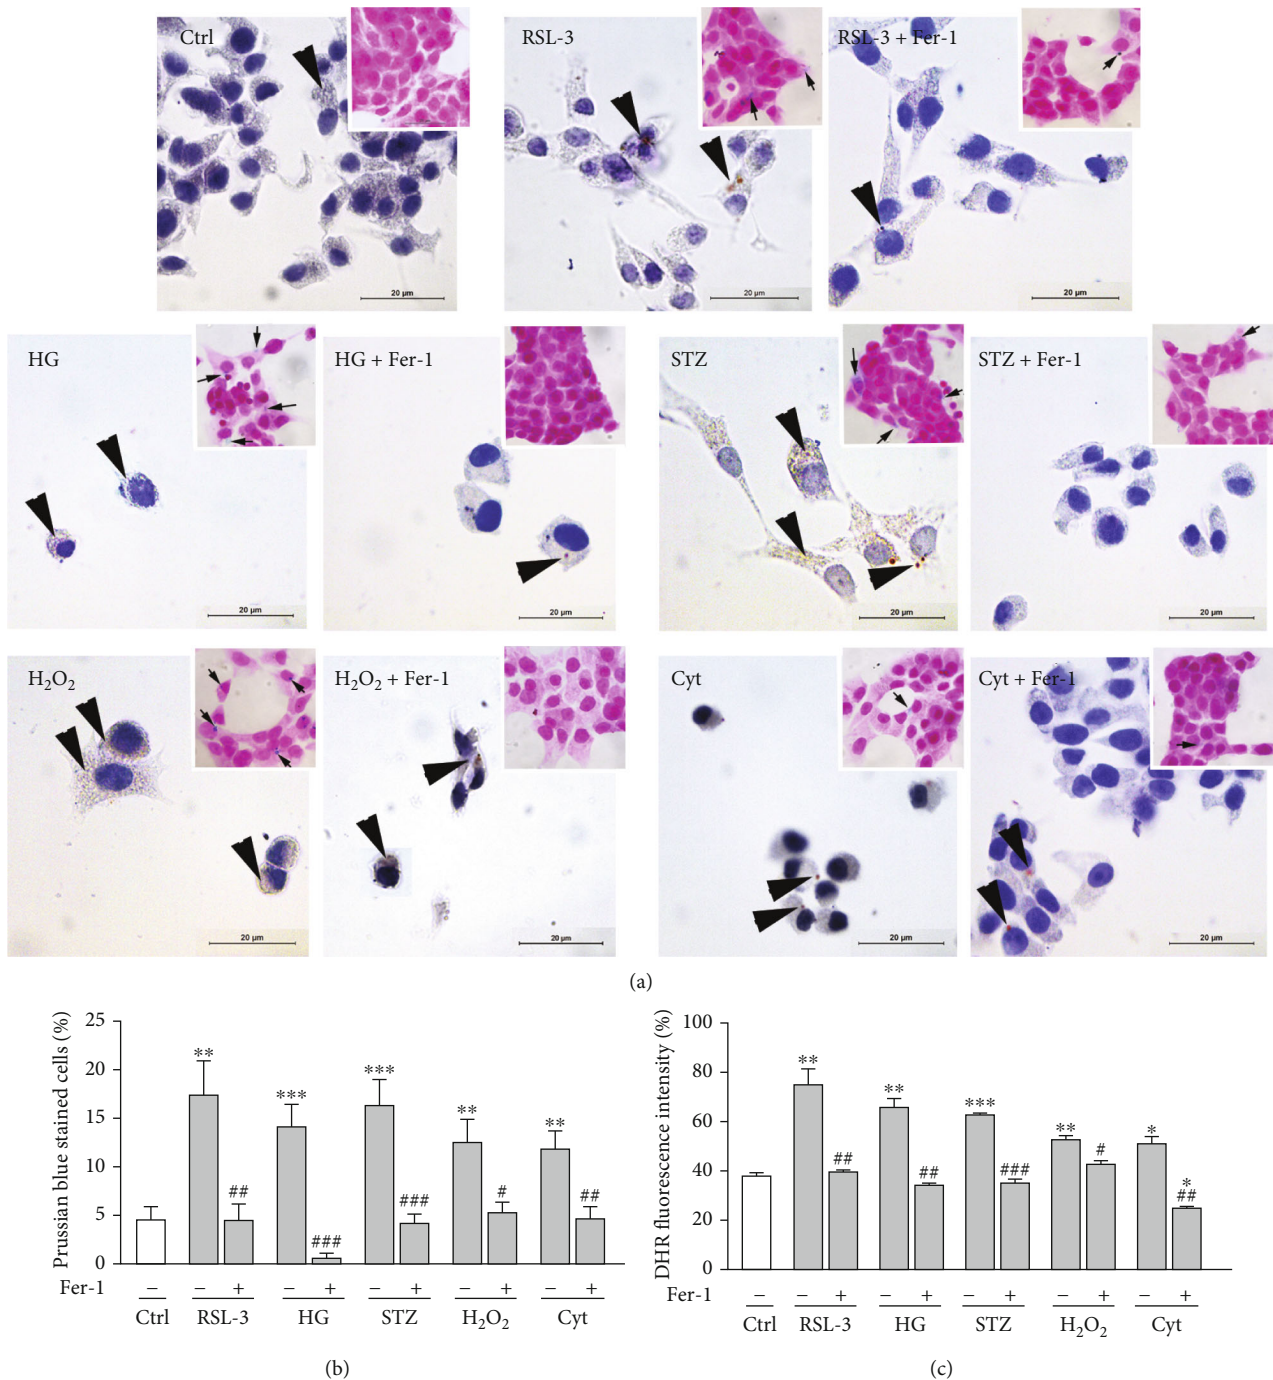 Ctrl
RSL-3
RSL-3 + Fer-1
20 µm
20 µm
20 µm
HG
HG + Fer-1
STZ
STZ + Fer-1
20 µm
20 µm
20 µm
20 µm
H₂O₂
H₂O₂ + Fer-1
Cyt
Cyt + Fer-1
20 µm
20 µm
20 µm
20 µm
(a)
Prussian blue stained cells (%)
25
20
15
10
5
0
**
##
***
###
***
###
**
#
**
##
Fer-1 − − + − + − + − + − +
Ctrl RSL-3 HG STZ H₂O₂ Cyt
(b)
DHR fluorescence intensity (%)
100
80
60
40
20
0
**
##
**
##
***
###
**
#
*
*
##
Fer-1 − − + − + − + − + − +
Ctrl RSL-3 HG STZ H₂O₂ Cyt
(c)